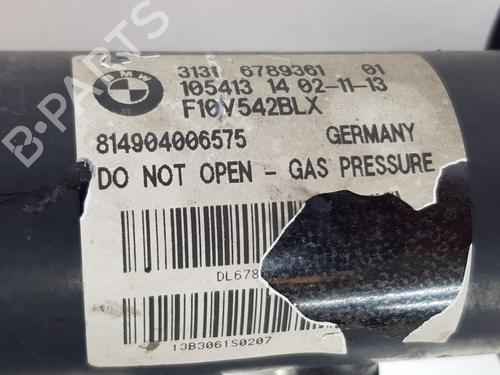 B-PARTS
BMW
3131 6789361 01
105413 14 02-11-13
F10V542BLX
814904006575 GERMANY
DO NOT OPEN - GAS PRESSURE
DL678
13B3061S0207